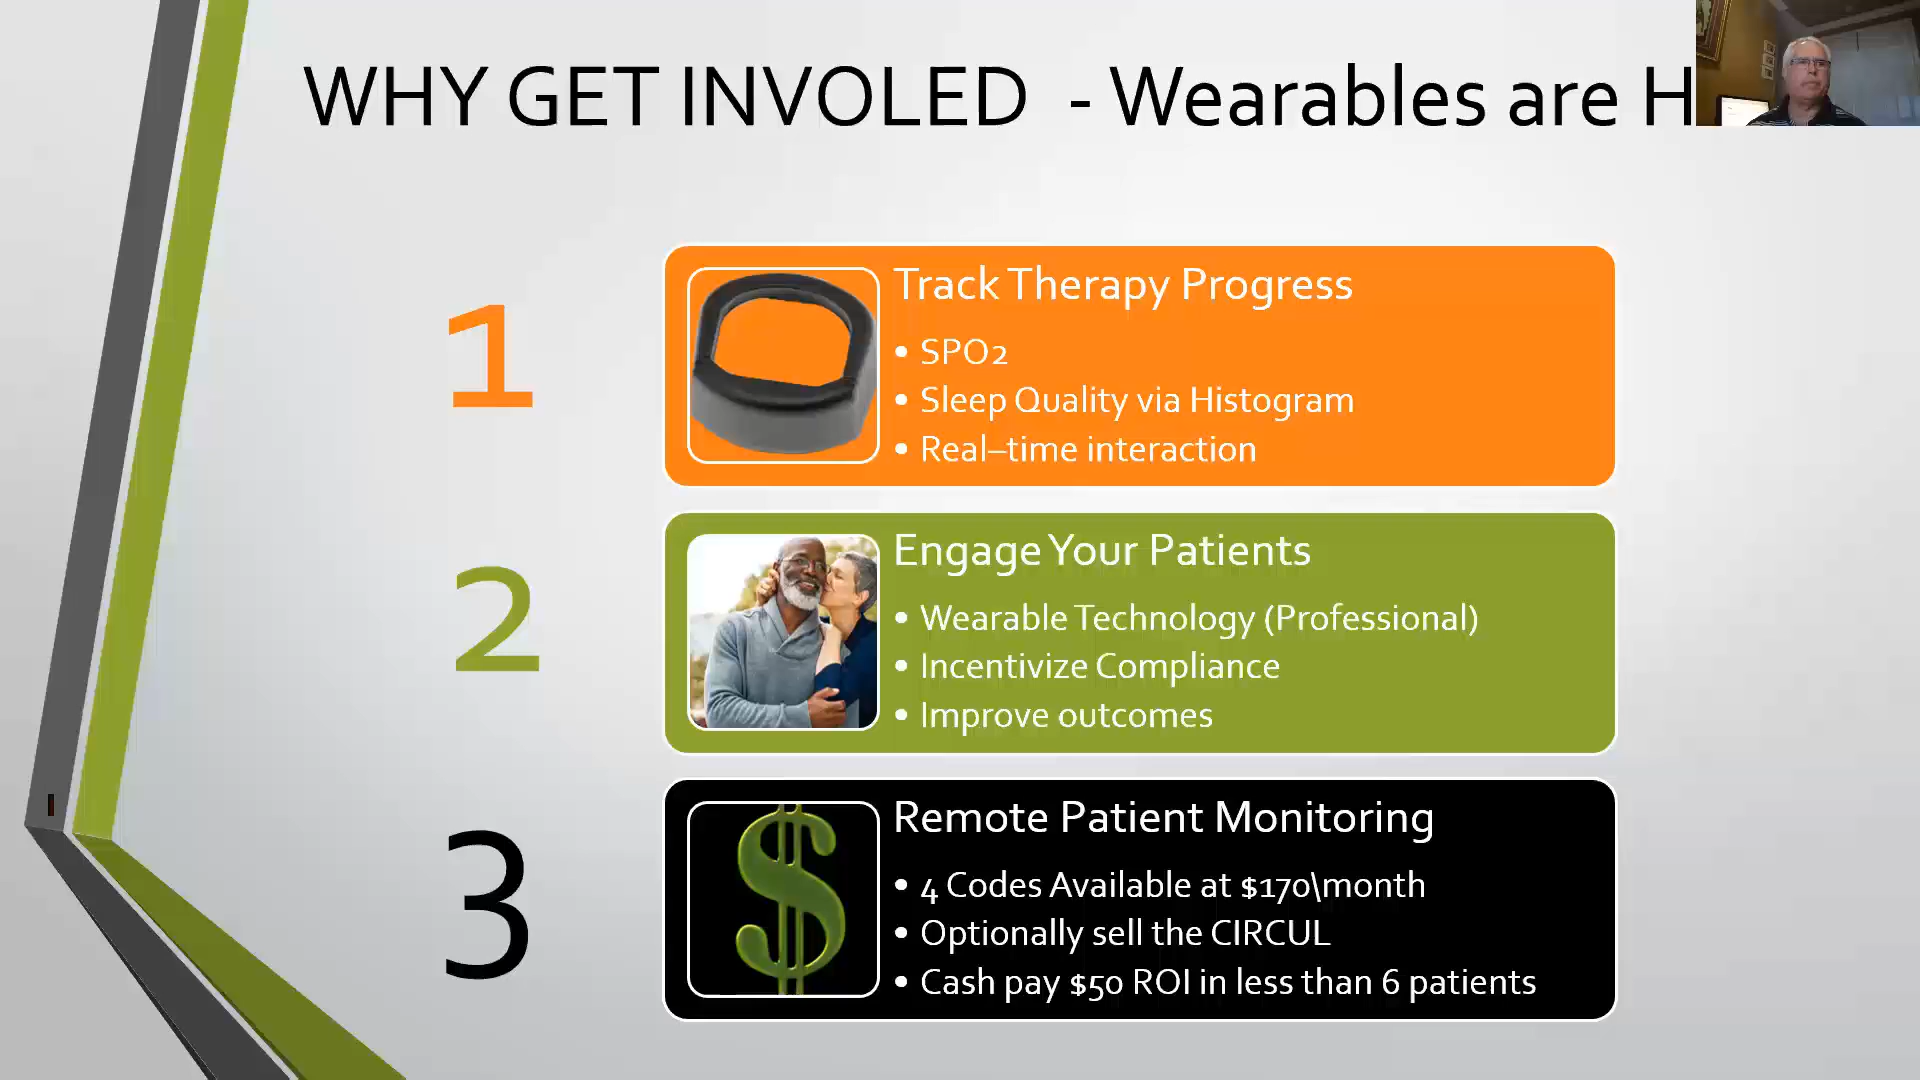 WHY GET INVOLED - Wearables are H
1
Track Therapy Progress
• SPO2
• Sleep Quality via Histogram
• Real–time interaction
2
Engage Your Patients
• Wearable Technology (Professional)
• Incentivize Compliance
• Improve outcomes
3
$
Remote Patient Monitoring
• 4 Codes Available at $170\month
• Optionally sell the CIRCUL
• Cash pay $50 ROI in less than 6 patients